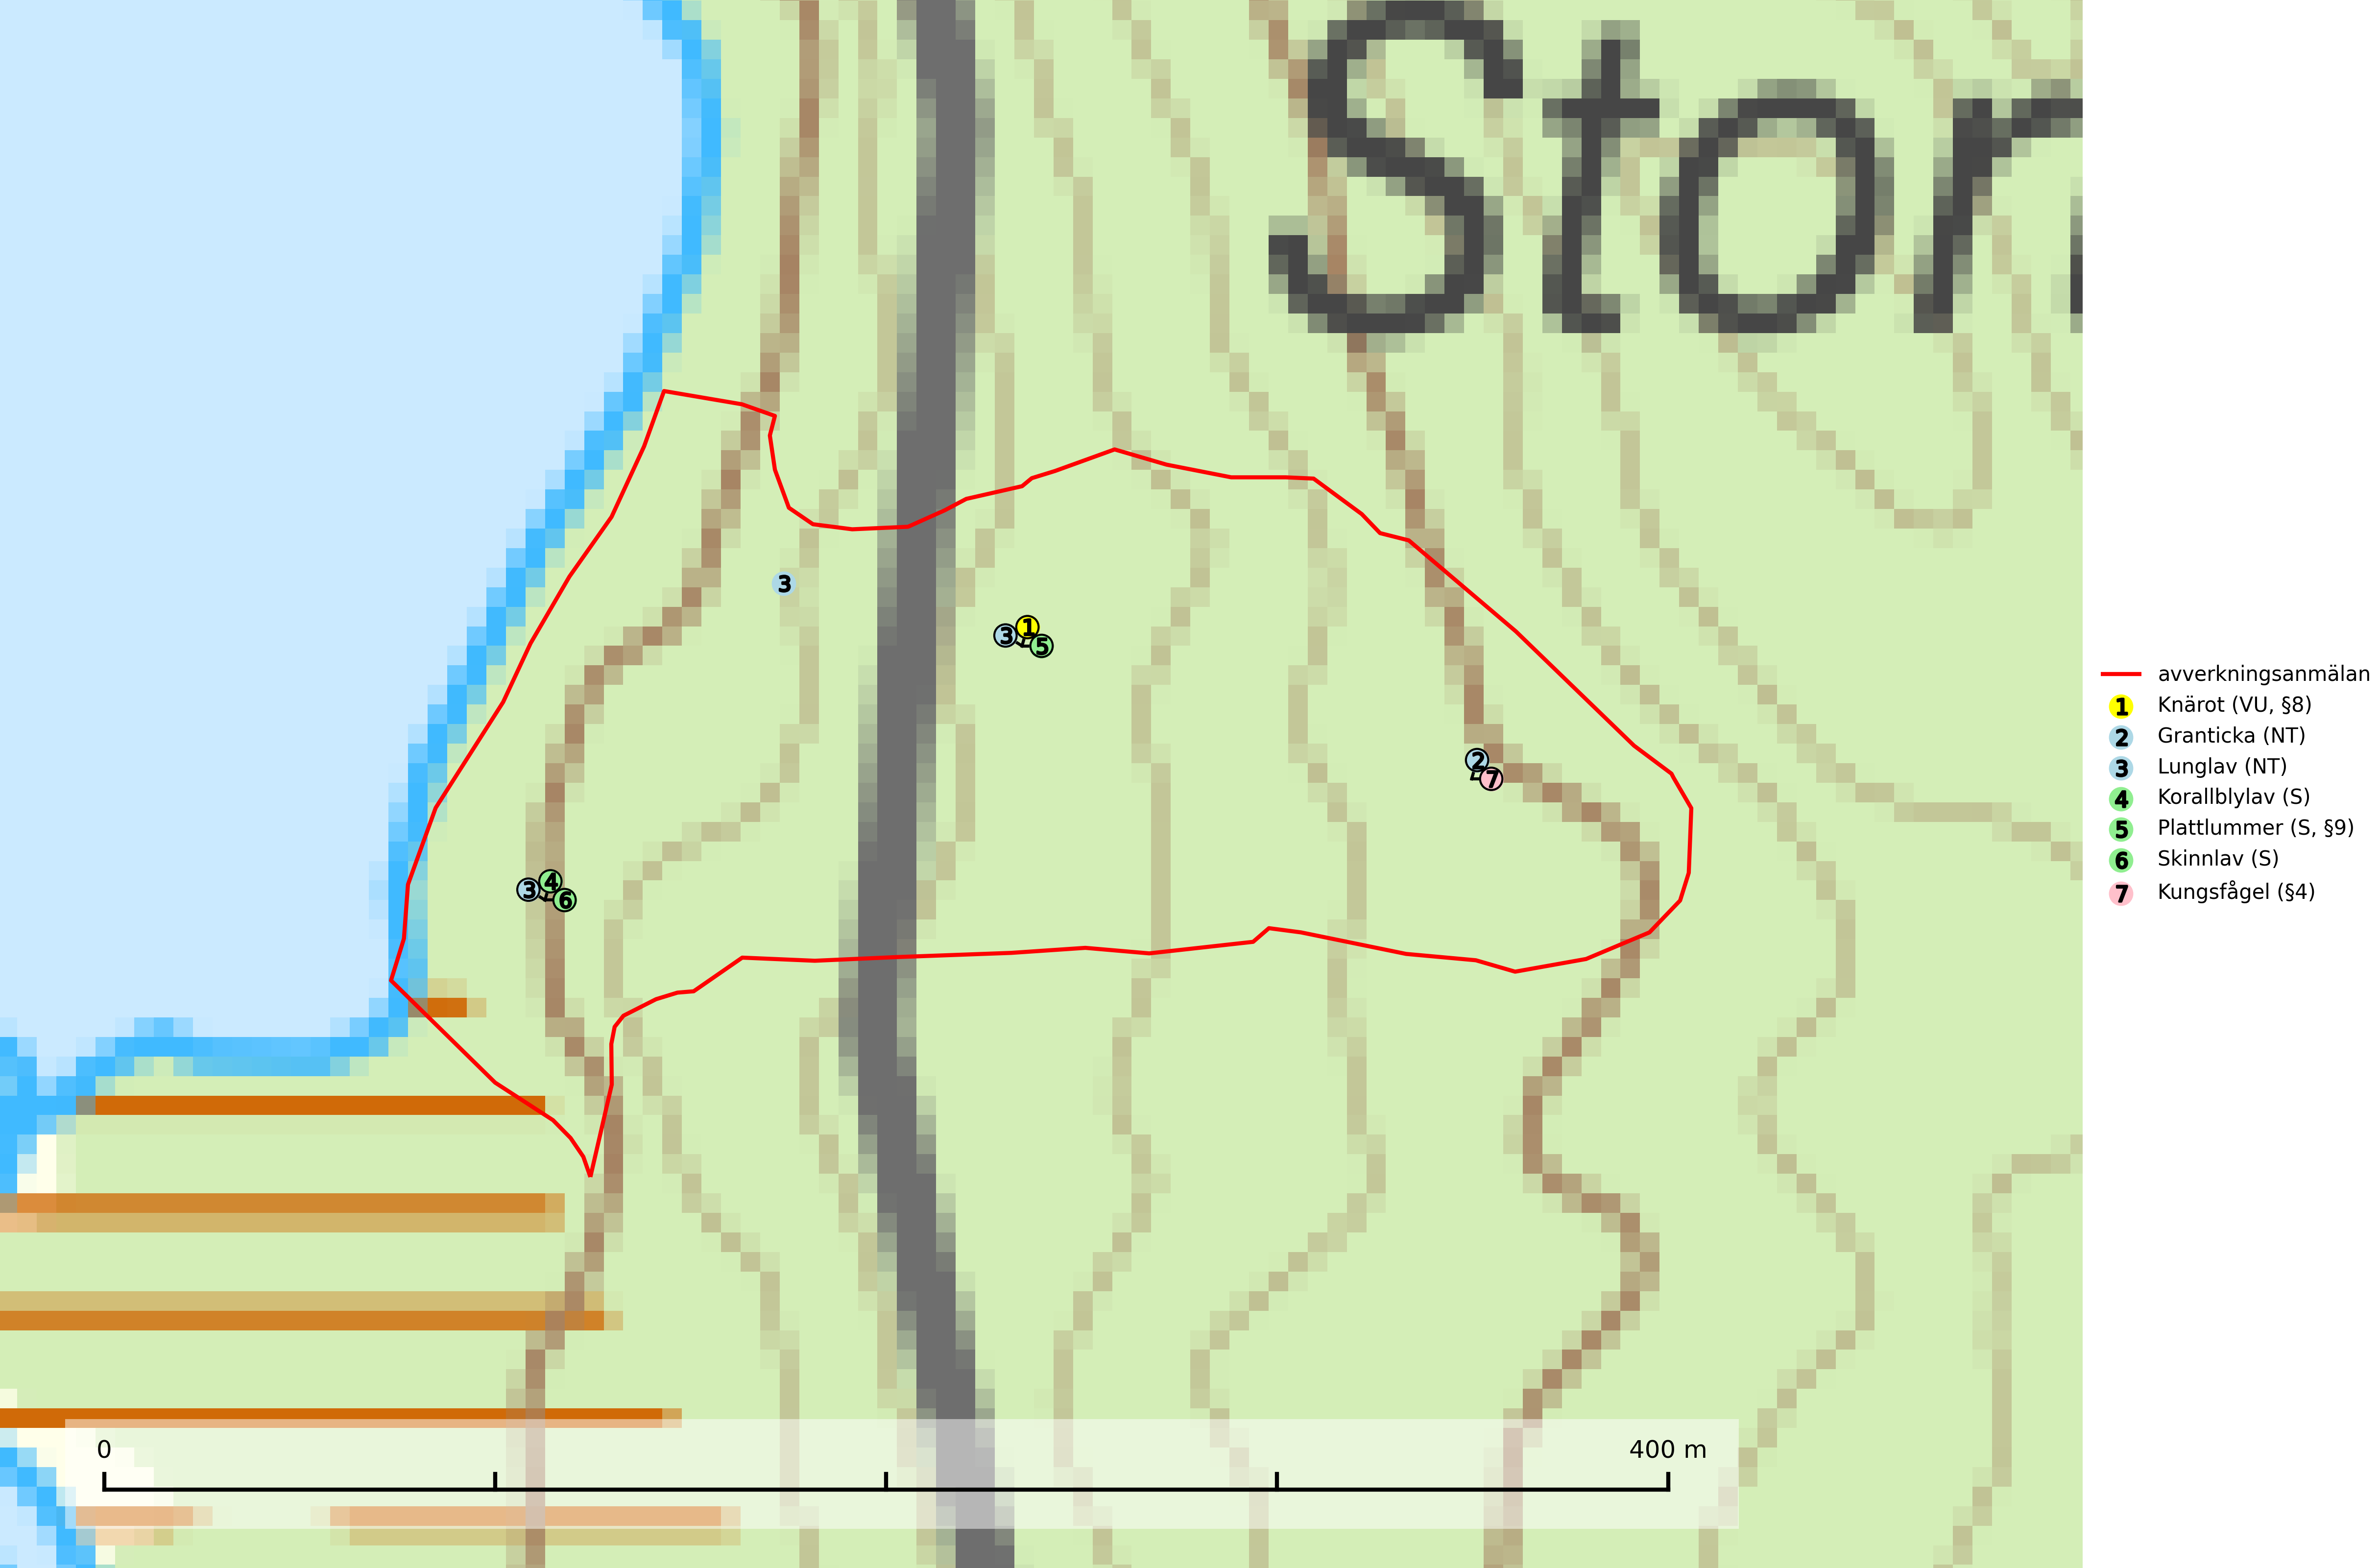 Stor
3
1
3
5
2
7
4
3
6
avverkningsanmälan
1 Knärot (VU, §8)
2 Granticka (NT)
3 Lunglav (NT)
4 Korallblylav (S)
5 Plattlummer (S, §9)
6 Skinnlav (S)
7 Kungsfågel (§4)
0 400 m